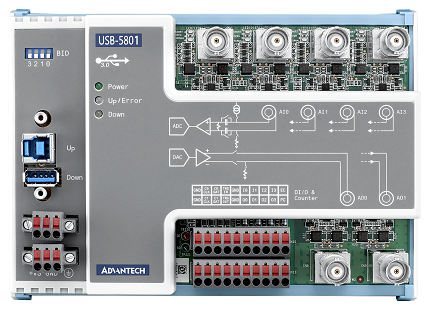 USB-5801
BID
3 2 1 0
3.0
Power
Up/Error
Down
Up
Down
AI0 AI1 AI2 AI3
ADC
DAC
DI/O &
Counter
AO0 AO1
ADVANTECH